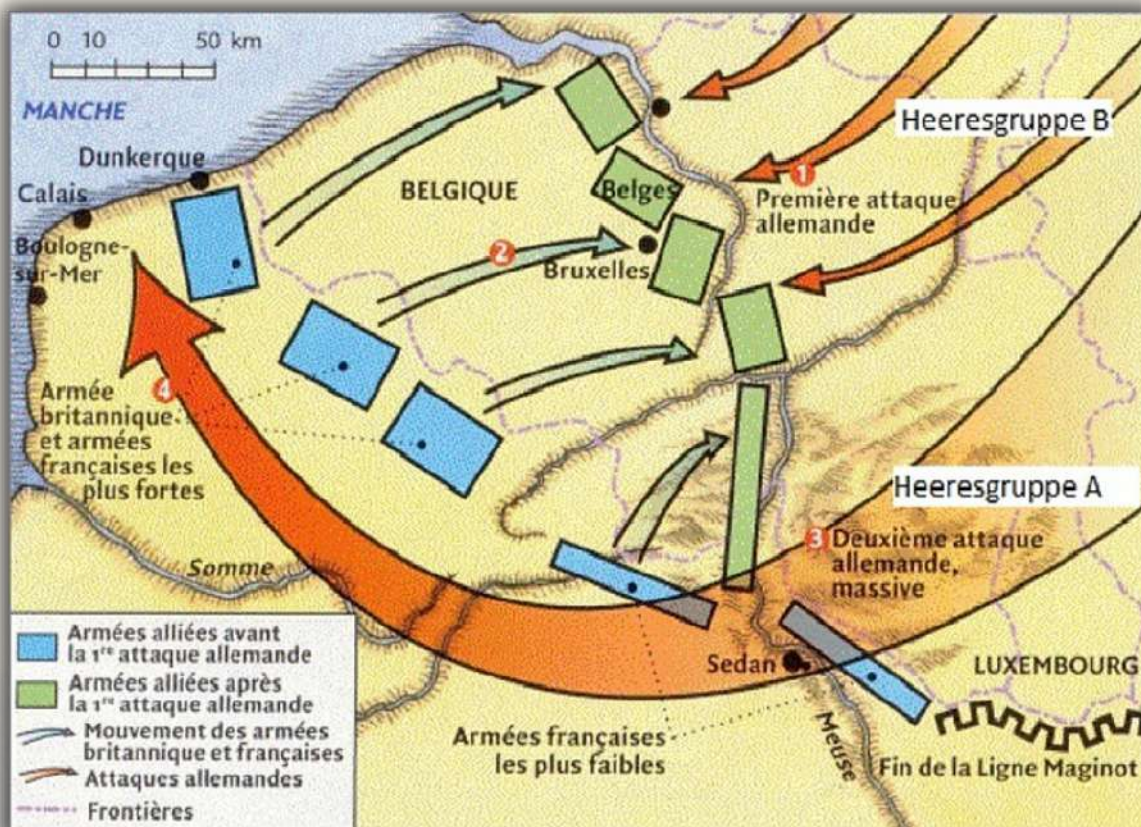 0 10 50 km
MANCHE
Dunkerque
Calais
Boulogne-
sur-Mer
BELGIQUE
Belges
Bruxelles
Heeresgruppe B
1
Première attaque
allemande
2
4
Armée
britannique
et armées
françaises les
plus fortes
Heeresgruppe A
3 Deuxième attaque
allemande,
massive
Somme
Sedan
LUXEMBOURG
Meuse
Armées françaises
les plus faibles
Fin de la Ligne Maginot
Armées alliées avant
la 1re attaque allemande
Armées alliées après
la 1re attaque allemande
Mouvement des armées
britannique et françaises
Attaques allemandes
Frontières